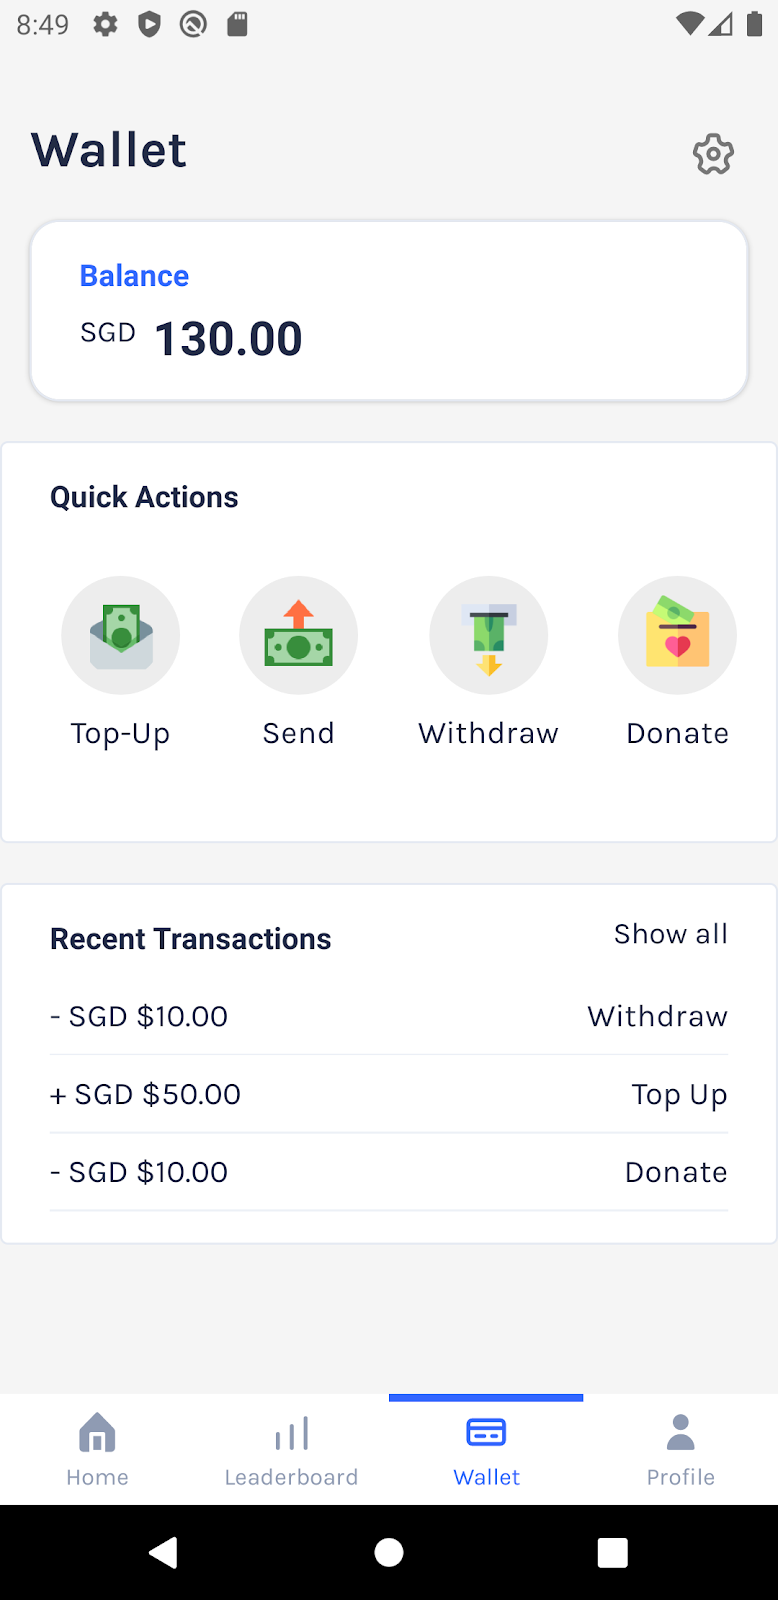 8:49
Wallet
Balance
SGD 130.00
Quick Actions
Top-Up Send Withdraw Donate
Recent Transactions Show all
- SGD $10.00 Withdraw
+ SGD $50.00 Top Up
- SGD $10.00 Donate
Home Leaderboard Wallet Profile